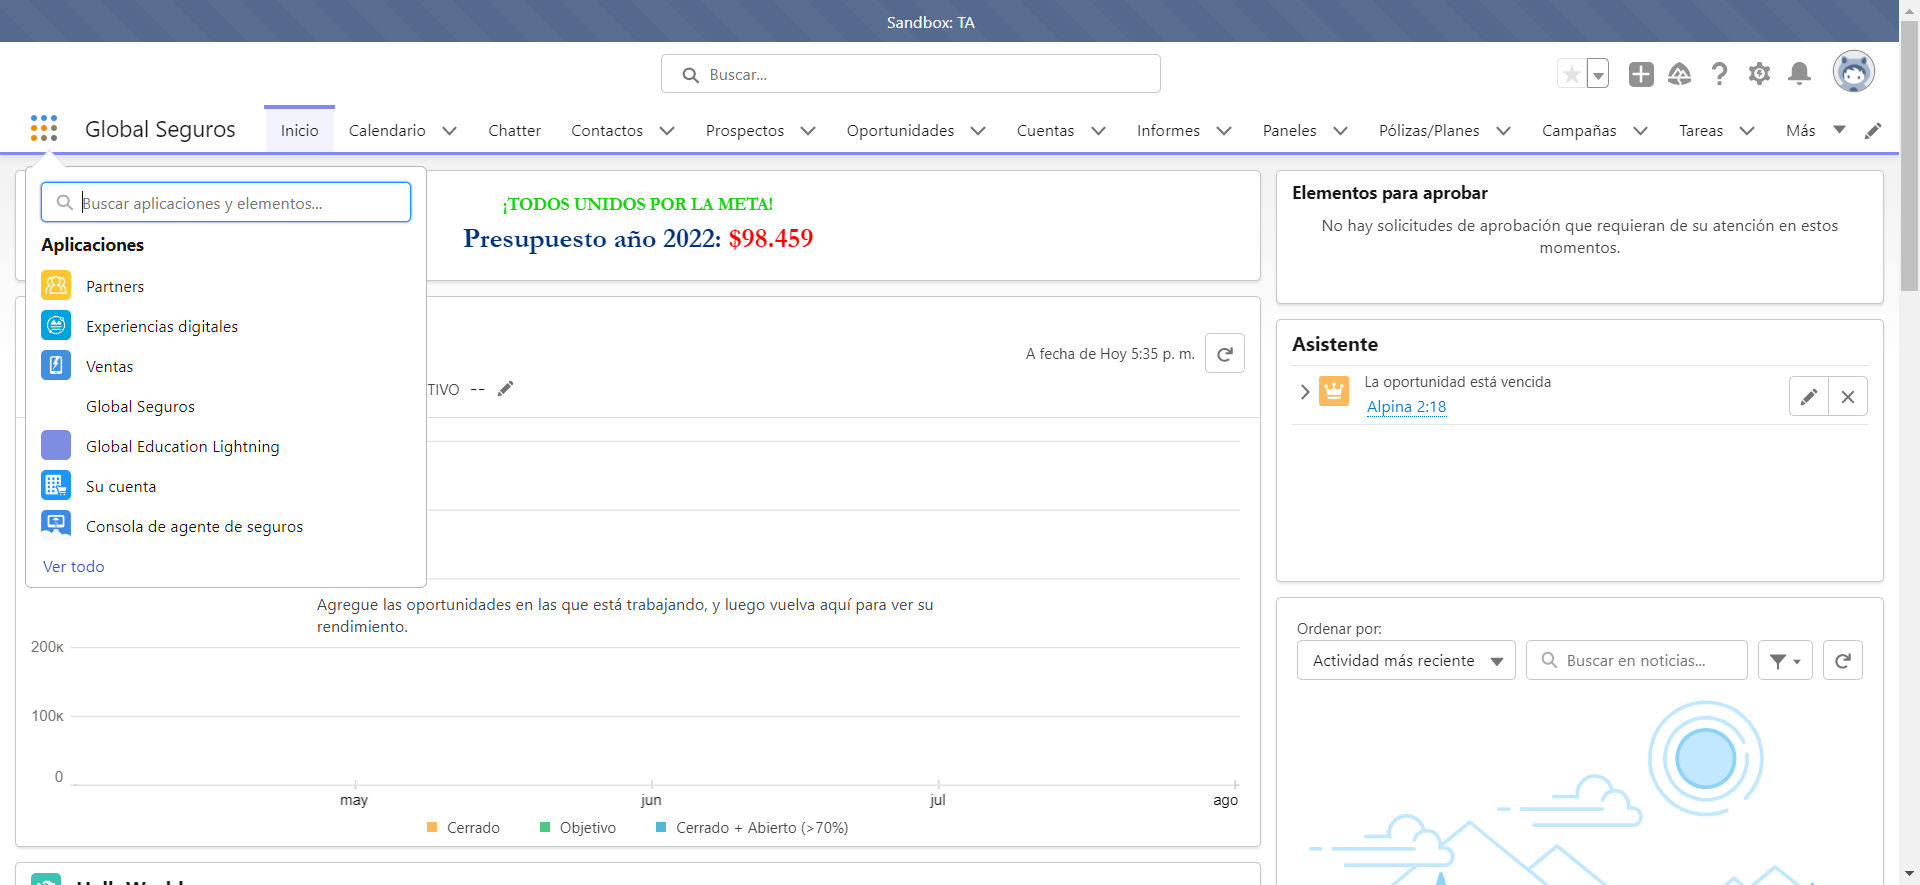 Sandbox: TA
Buscar...
Global Seguros
Inicio
Calendario
Chatter
Contactos
Prospectos
Oportunidades
Cuentas
Informes
Paneles
Pólizas/Planes
Campañas
Tareas
Más
Buscar aplicaciones y elementos...
Aplicaciones
Partners
Experiencias digitales
Ventas
Global Seguros
Global Education Lightning
Su cuenta
Consola de agente de seguros
Ver todo
¡TODOS UNIDOS POR LA META!
Presupuesto año 2022: $98.459
A fecha de Hoy 5:35 p. m.
TIVO --
Agregue las oportunidades en las que está trabajando, y luego vuelva aquí para ver su
rendimiento.
200K
100K
0
may
jun
jul
ago
Cerrado
Objetivo
Cerrado + Abierto (>70%)
Elementos para aprobar
No hay solicitudes de aprobación que requieran de su atención en estos
momentos.
Asistente
La oportunidad está vencida
Alpina 2:18
Ordenar por:
Actividad más reciente
Buscar en noticias...